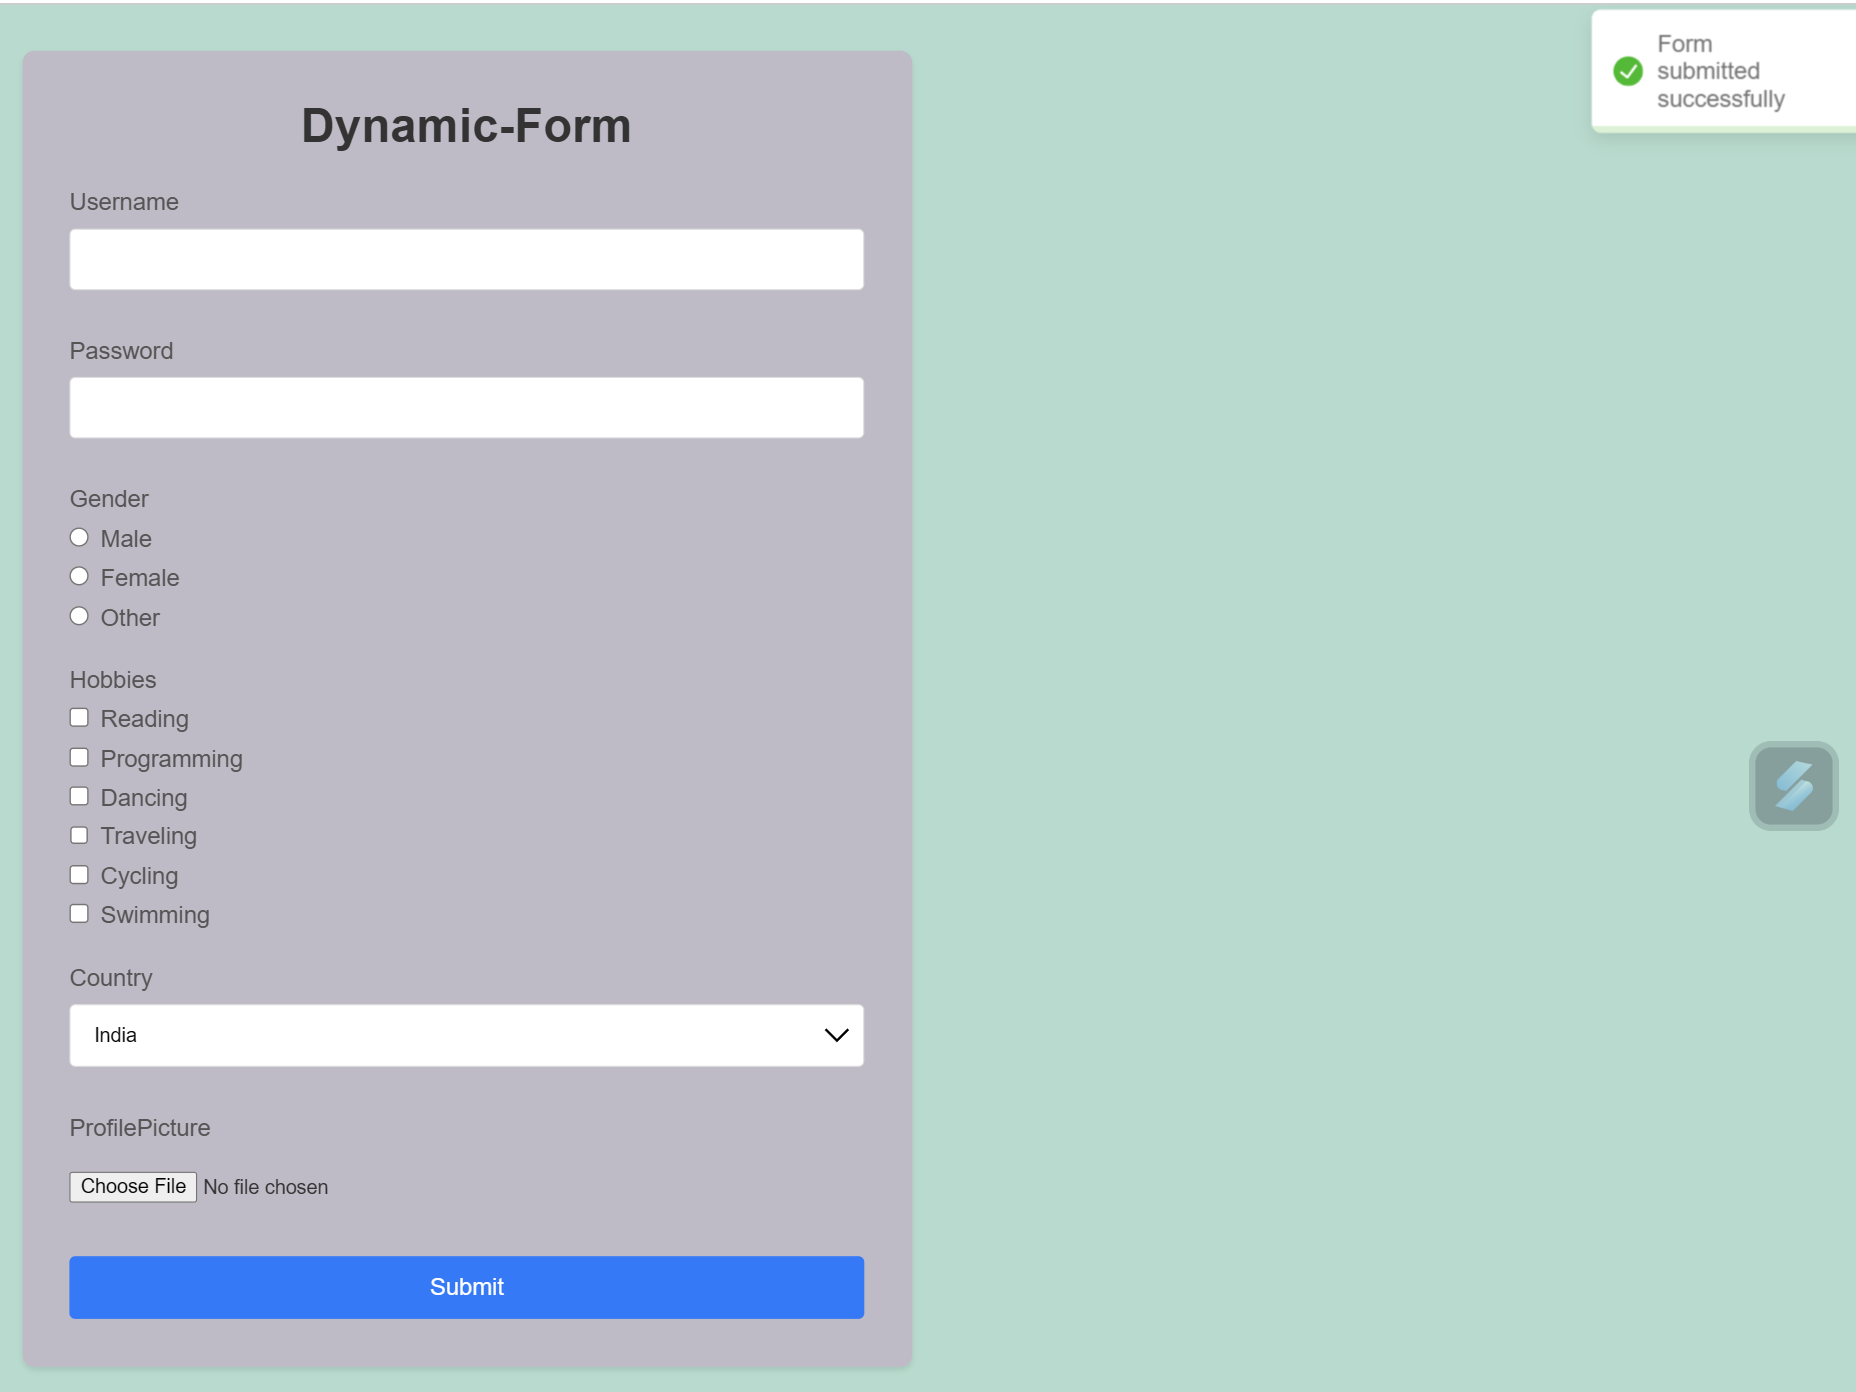 Form
submitted
successfully
Dynamic-Form
Username
Password
Gender
Male
Female
Other
Hobbies
Reading
Programming
Dancing
Traveling
Cycling
Swimming
Country
India
ProfilePicture
Choose File No file chosen
Submit